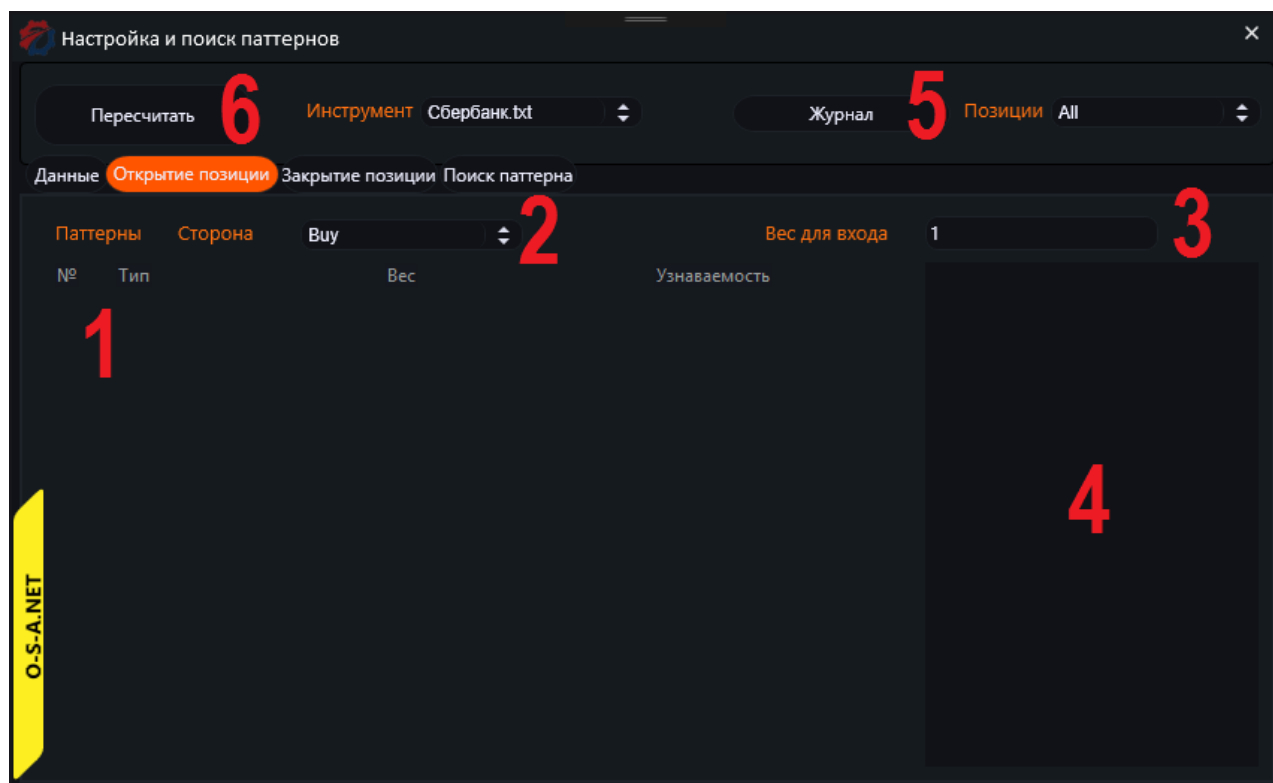 Настройка и поиск паттернов
Пересчитать 6 Инструмент Сбербанк.txt Журнал 5 Позиции All
Данные Открытие позиции Закрытие позиции Поиск паттерна
Паттерны Сторона Buy 2 Вес для входа 1 3
№ Тип Вес Узнаваемость
1
4
O-S-A.NET